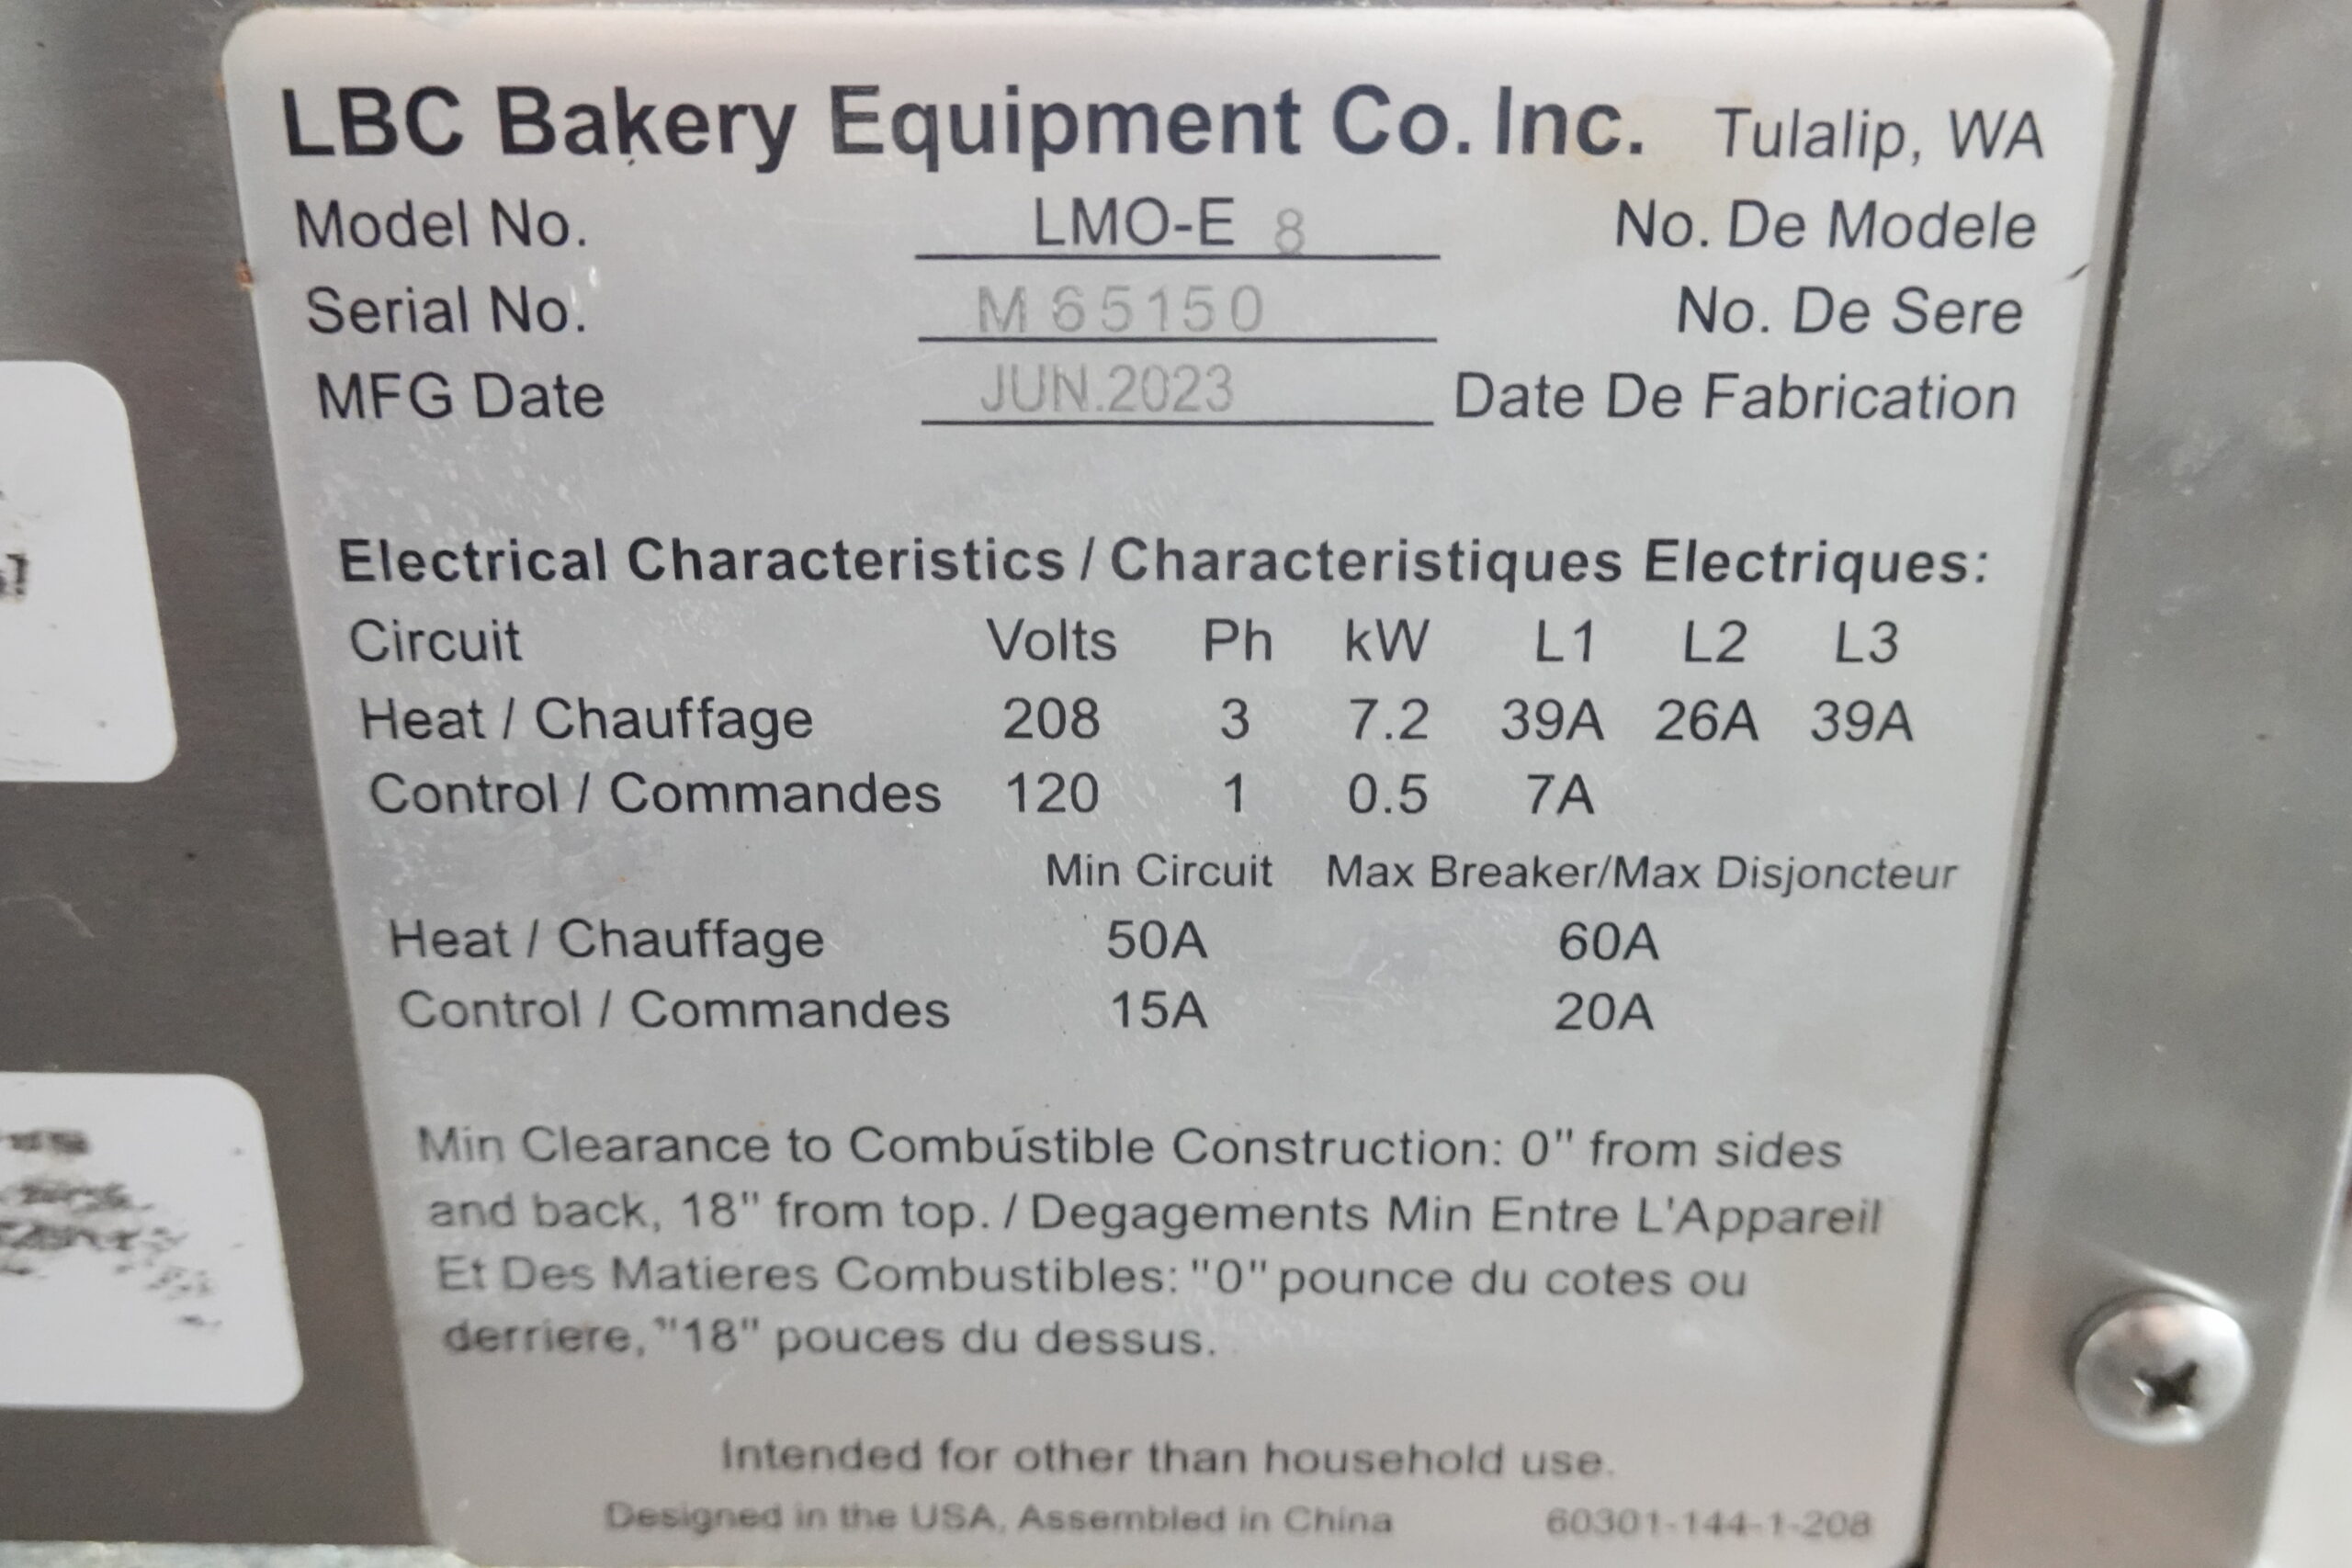 LBC Bakery Equipment Co. Inc. Tulalip, WA
Model No. LMO-E 8 No. De Modele
Serial No. M65150 No. De Sere
MFG Date JUN.2023 Date De Fabrication
Electrical Characteristics / Characteristiques Electriques:
Circuit Volts Ph kW L1 L2 L3
Heat / Chauffage 208 3 7.2 39A 26A 39A
Control / Commandes 120 1 0.5 7A
Min Circuit Max Breaker/Max Disjoncteur
Heat / Chauffage 50A 60A
Control / Commandes 15A 20A
Min Clearance to Combustible Construction: 0" from sides
and back, 18" from top. / Degagements Min Entre L'Appareil
Et Des Matieres Combustibles: "0" pounce du cotes ou
derriere, "18" pouces du dessus.
Intended for other than household use.
Designed in the USA, Assembled in China 60301-144-1-208